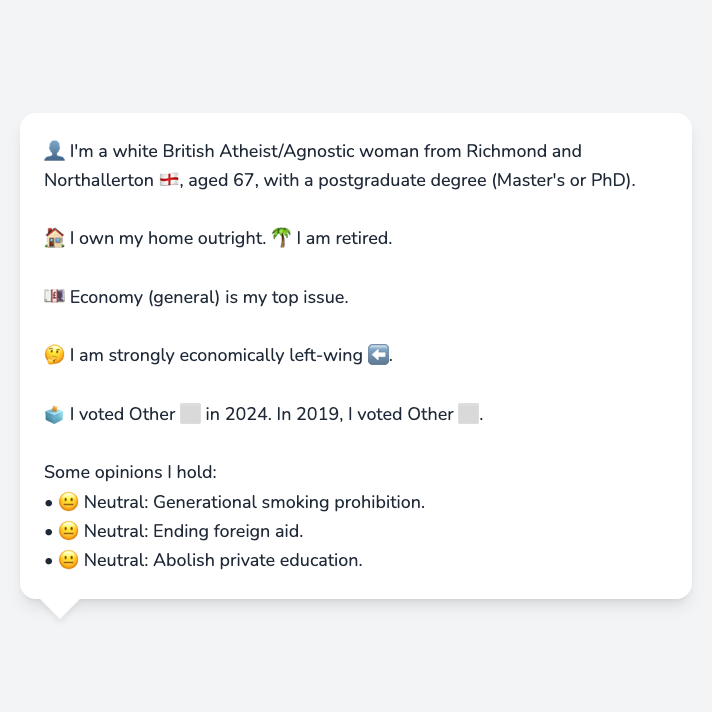 👤 I'm a white British Atheist/Agnostic woman from Richmond and
Northallerton 🏴󠁧󠁢󠁥󠁮󠁧󠁿, aged 67, with a postgraduate degree (Master's or PhD).
🏠 I own my home outright. 🌴 I am retired.
💷 Economy (general) is my top issue.
🤔 I am strongly economically left-wing ⬅️.
🗳️ I voted Other ⬜ in 2024. In 2019, I voted Other ⬜.
Some opinions I hold:
• 😐 Neutral: Generational smoking prohibition.
• 😐 Neutral: Ending foreign aid.
• 😐 Neutral: Abolish private education.